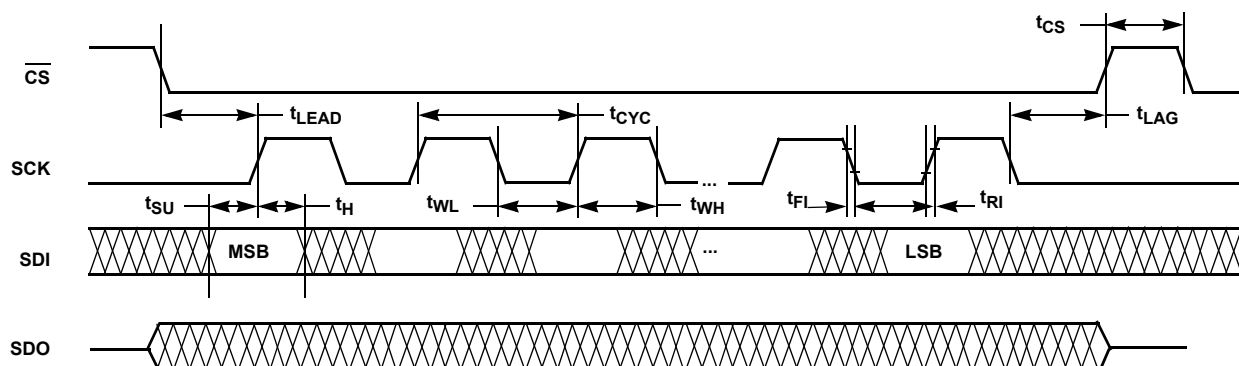 tCS
CS
tLEAD
tCYC
tLAG
SCK
...
tSU
tH
tWL
tWH
tFI
tRI
SDI
MSB
...
LSB
SDO